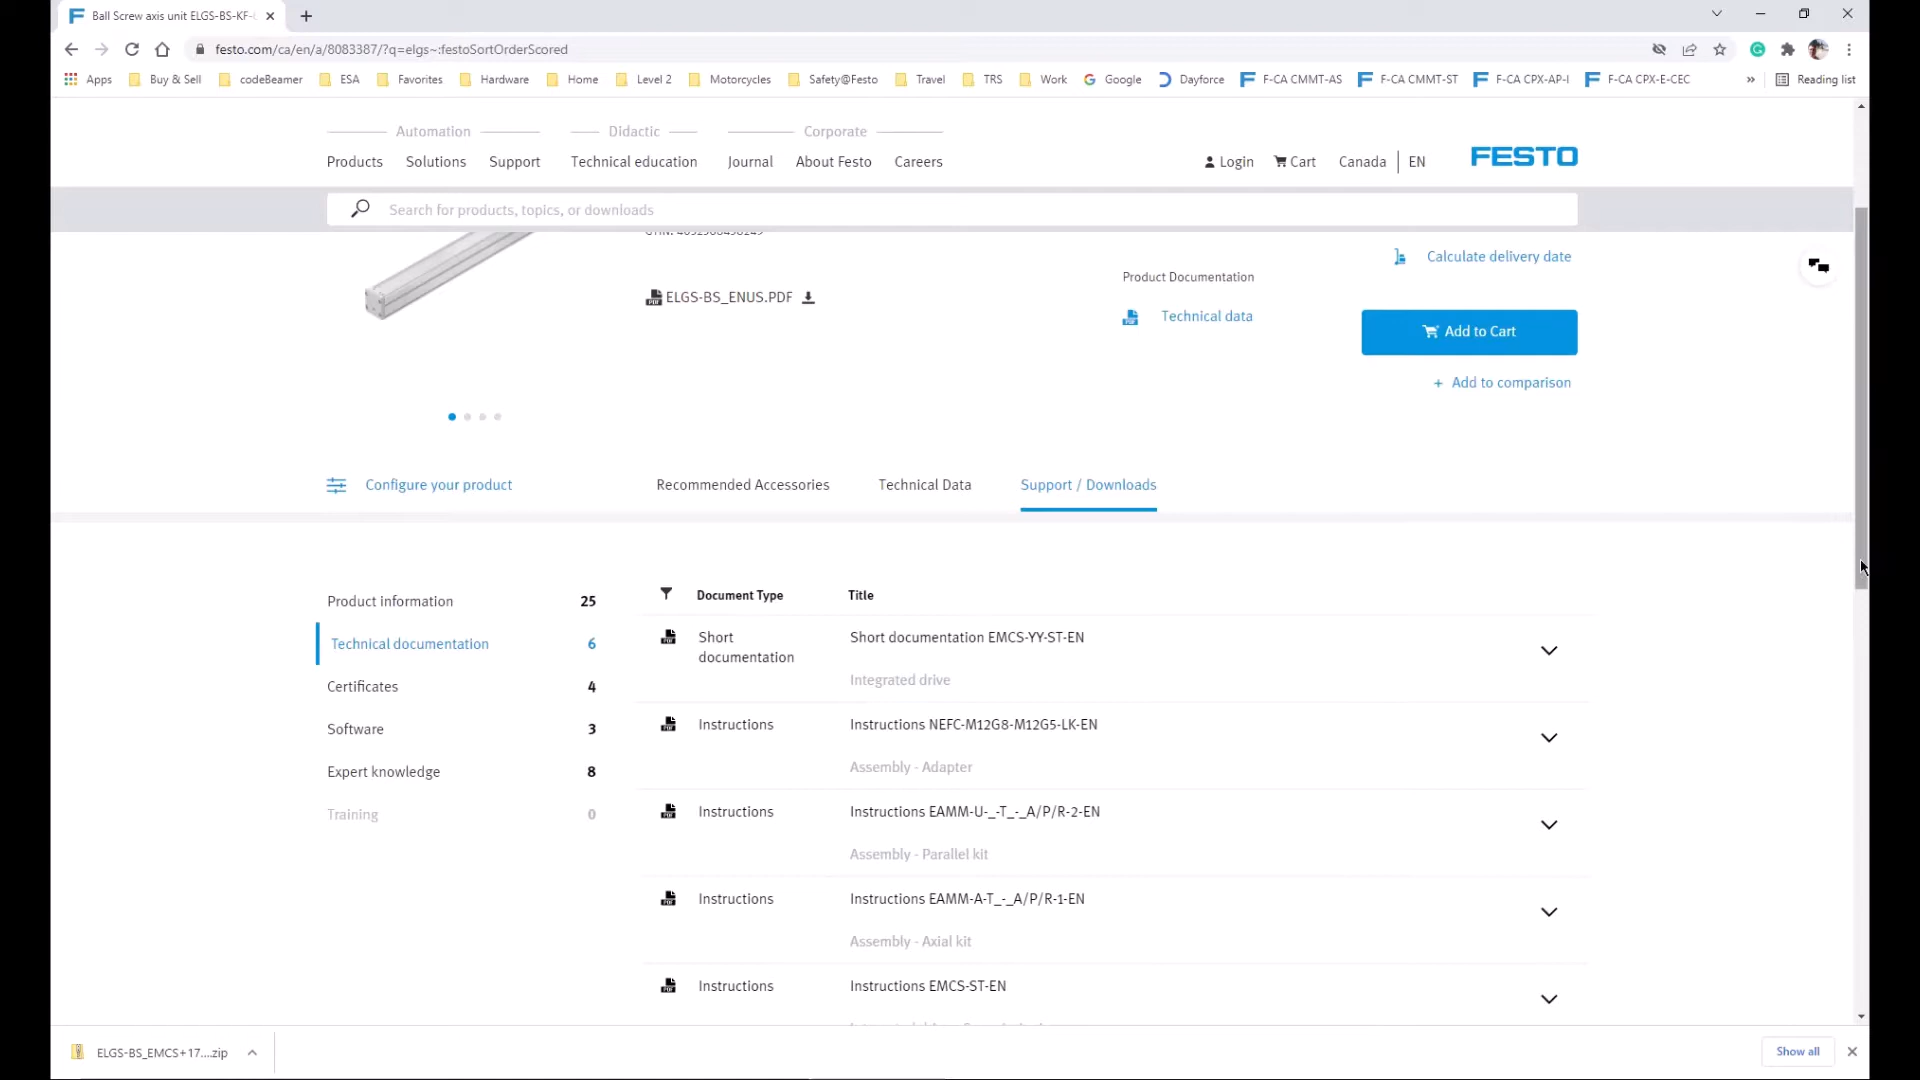 Ball Screw axis unit ELGS-BS-KF-
festo.com/ca/en/a/8083387/?q=elgs~:festoSortOrderScored
Apps Buy & Sell codeBeamer ESA Favorites Hardware Home Level 2 Motorcycles Safety@Festo Travel TRS Work Google Dayforce F-CA CMMT-AS F-CA CMMT-ST F-CA CPX-AP-I F-CA CPX-E-CEC » Reading list
Automation Didactic Corporate
Products Solutions Support Technical education Journal About Festo Careers Login Cart Canada EN FESTO
Search for products, topics, or downloads
Calculate delivery date
Product Documentation
ELGS-BS_ENUS.PDF
Technical data
Add to Cart
+ Add to comparison
Configure your product Recommended Accessories Technical Data Support / Downloads
Document Type Title
Product information 25
Technical documentation 6
Certificates 4
Software 3
Expert knowledge 8
Training 0
Short documentation EMCS-YY-ST-EN
Short
documentation
Integrated drive
Instructions Instructions NEFC-M12G8-M12G5-LK-EN
Assembly - Adapter
Instructions Instructions EAMM-U-_-T_-_A/P/R-2-EN
Assembly - Parallel kit
Instructions Instructions EAMM-A-T_-_A/P/R-1-EN
Assembly - Axial kit
Instructions Instructions EMCS-ST-EN
ELGS-BS_EMCS+17....zip Show all